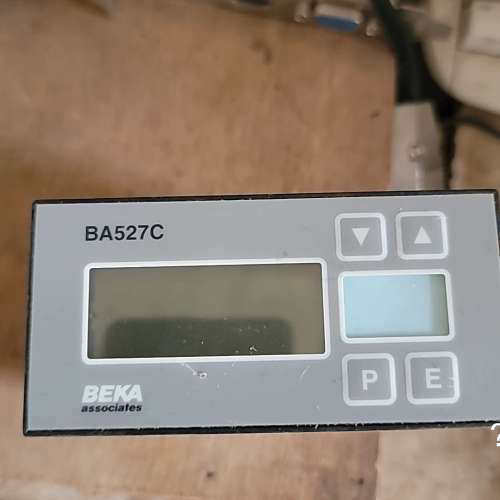 BA527C
▼ ▲
P E
BEKA
associates
?